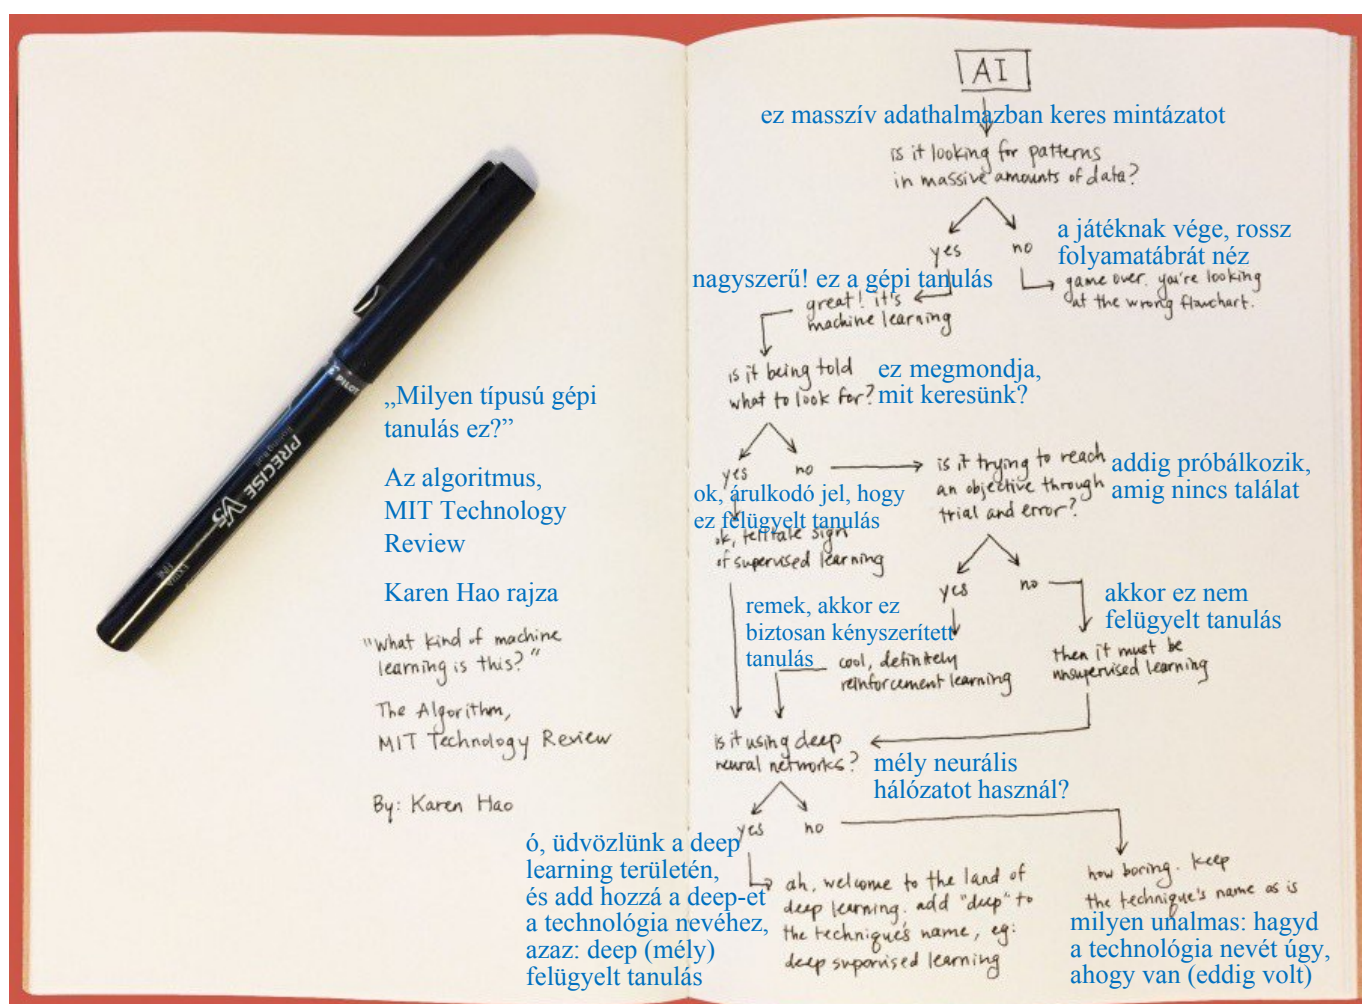 PILOT
PRECISE V5
Rolling Ball
EXTRA
FINE
„Milyen típusú gépi
tanulás ez?”
Az algoritmus,
MIT Technology
Review
Karen Hao rajza
"What kind of machine
learning is this?"
The Algorithm,
MIT Technology Review
By: Karen Hao
AI
ez masszív adathalmazban keres mintázatot
is it looking for patterns
in massive amounts of data?
yes
no
a játéknak vége, rossz
folyamatábrát néz
game over. you're looking
at the wrong flowchart.
nagyszerű! ez a gépi tanulás
great! it's
machine learning
is it being told
what to look for?
ez megmondja,
mit keresünk?
yes
no
ok, árulkodó jel, hogy
ez felügyelt tanulás
ok, telltale sign
of supervised learning
is it trying to reach
an objective through
trial and error?
addig próbálkozik,
amig nincs találat
yes
no
remek, akkor ez
biztosan kényszerített
tanulás
cool, definitely
reinforcement learning
akkor ez nem
felügyelt tanulás
then it must be
unsupervised learning
is it using deep
neural networks?
mély neurális
hálózatot használ?
yes
no
ó, üdvözlünk a deep
learning területén,
és add hozzá a deep-et
a technológia nevéhez,
azaz: deep (mély)
felügyelt tanulás
ah, welcome to the land of
deep learning. add "deep" to
the technique's name, eg:
deep supervised learning
how boring. keep
the technique's name as is
milyen unalmas: hagyd
a technológia nevét úgy,
ahogy van (eddig volt)